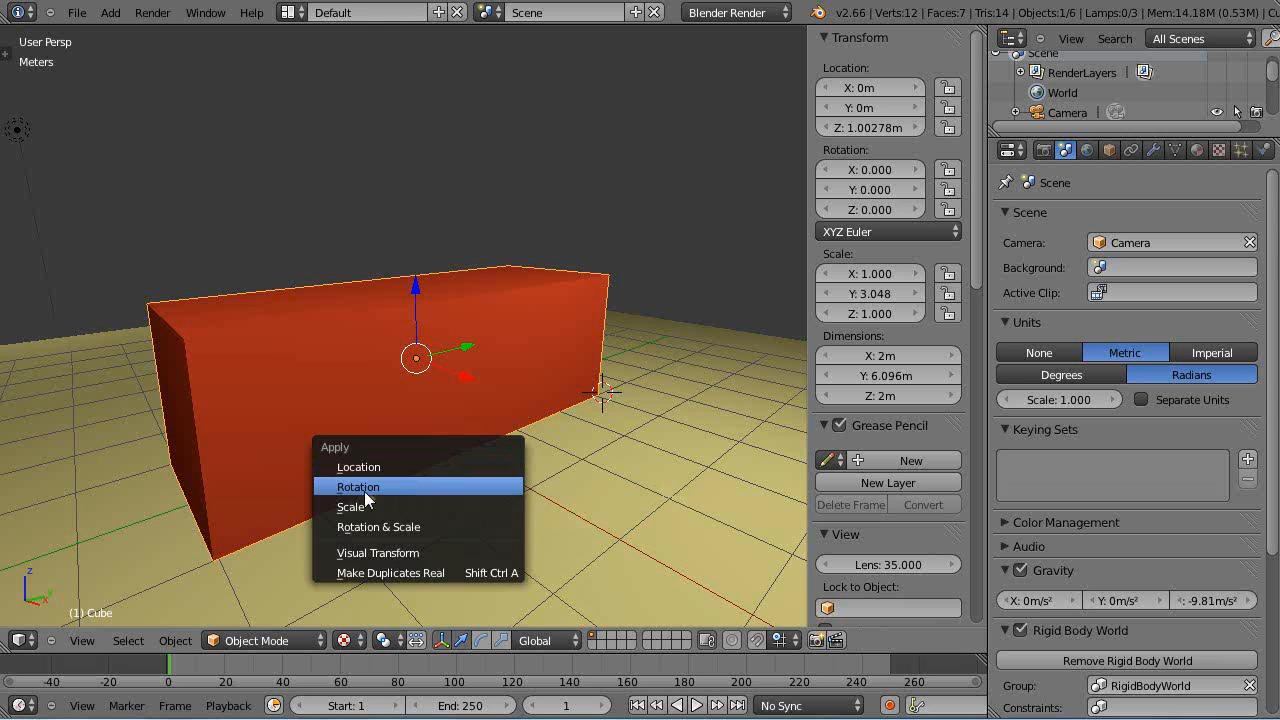 File Add Render Window Help Default Scene Blender Render v2.66 | Verts:12 | Faces:7 | Tris:14 | Objects:1/6 | Lamps:0/3 | Mem:14.18M (0.53M) |
User Persp
Meters
(1) Cube
z
y
x
Apply
Location
Rotation
Scale
Rotation & Scale
Visual Transform
Make Duplicates Real Shift Ctrl A
Transform
Location:
X: 0m
Y: 0m
Z: 1.00278m
Rotation:
X: 0.000
Y: 0.000
Z: 0.000
XYZ Euler
Scale:
X: 1.000
Y: 3.048
Z: 1.000
Dimensions:
X: 2m
Y: 6.096m
Z: 2m
Grease Pencil
New
New Layer
Delete Frame Convert
View
Lens: 35.000
Lock to Object:
View Search All Scenes
Scene
RenderLayers |
World
Camera |
Scene
Scene
Camera: Camera
Background:
Active Clip:
Units
None Metric Imperial
Degrees Radians
Scale: 1.000 Separate Units
Keying Sets
Color Management
Audio
Gravity
X: 0m/s² Y: 0m/s² : -9.81m/s²
Rigid Body World
Remove Rigid Body World
Group: RigidBodyWorld
Constraints:
View Select Object Object Mode Global
-40 -20 0 20 40 60 80 100 120 140 160 180 200 220 240 260
View Marker Frame Playback Start: 1 End: 250 1 No Sync